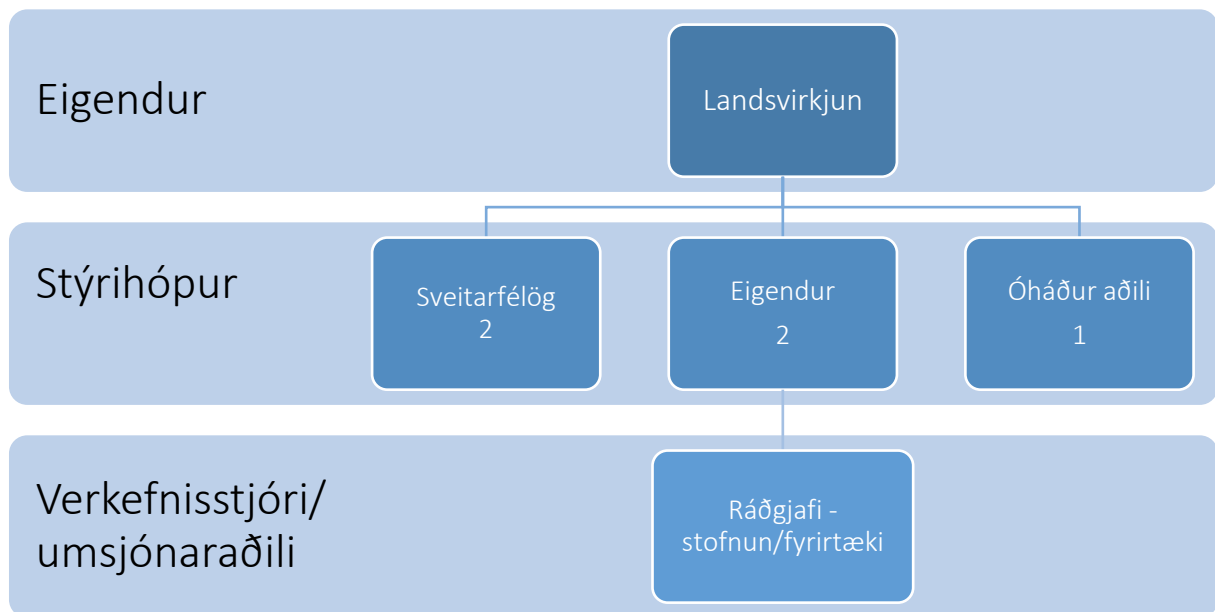 Eigendur
Landsvirkjun
Stýrihópur
Sveitarfélög
2
Eigendur
2
Óháður aðili
1
Verkefnisstjóri/
umsjónaraðili
Ráðgjafi -
stofnun/fyrirtæki